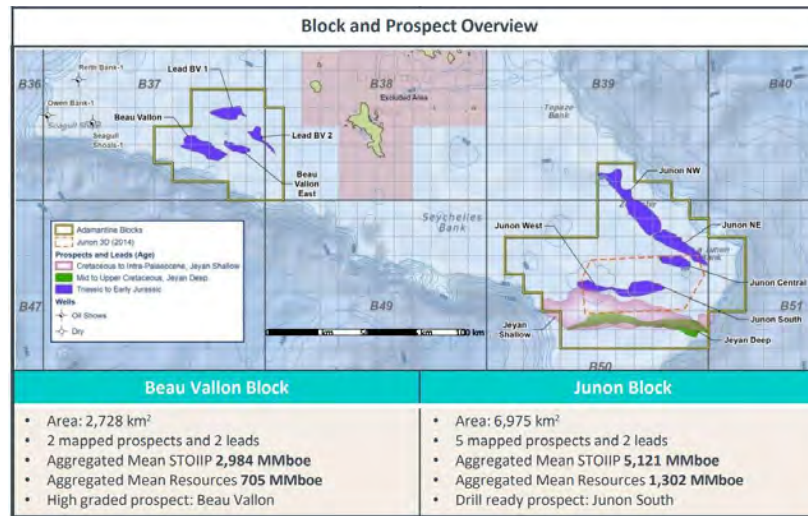 Block and Prospect Overview
B36
B37
B38
B39
B40
Lead BV 1
Owen Bank-1
Beau Vallon
Seagull
Shoals-1
Lead BV 2
Beau
Vallon
East
Excluded Area
Topaze
Bank
Junon NW
Seychelles
Bank
Junon West
Junon NE
Junon Central
Junon South
Jeyan
Shallow
Jeyan Deep
B47
B49
B50
B51
Adamantine Blocks
Junon 3D (2014)
Prospects and Leads (Age)
Cretaceous to Intra-Palaeocene, Jeyan Shallow
Mid to Upper Cretaceous, Jeyan Deep
Triassic to Early Jurassic
Wells
Oil Shows
Dry
Beau Vallon Block
• Area: 2,728 km²
• 2 mapped prospects and 2 leads
• Aggregated Mean STOIIP 2,984 MMboe
• Aggregated Mean Resources 705 MMboe
• High graded prospect: Beau Vallon
Junon Block
• Area: 6,975 km²
• 5 mapped prospects and 2 leads
• Aggregated Mean STOIIP 5,121 MMboe
• Aggregated Mean Resources 1,302 MMboe
• Drill ready prospect: Junon South